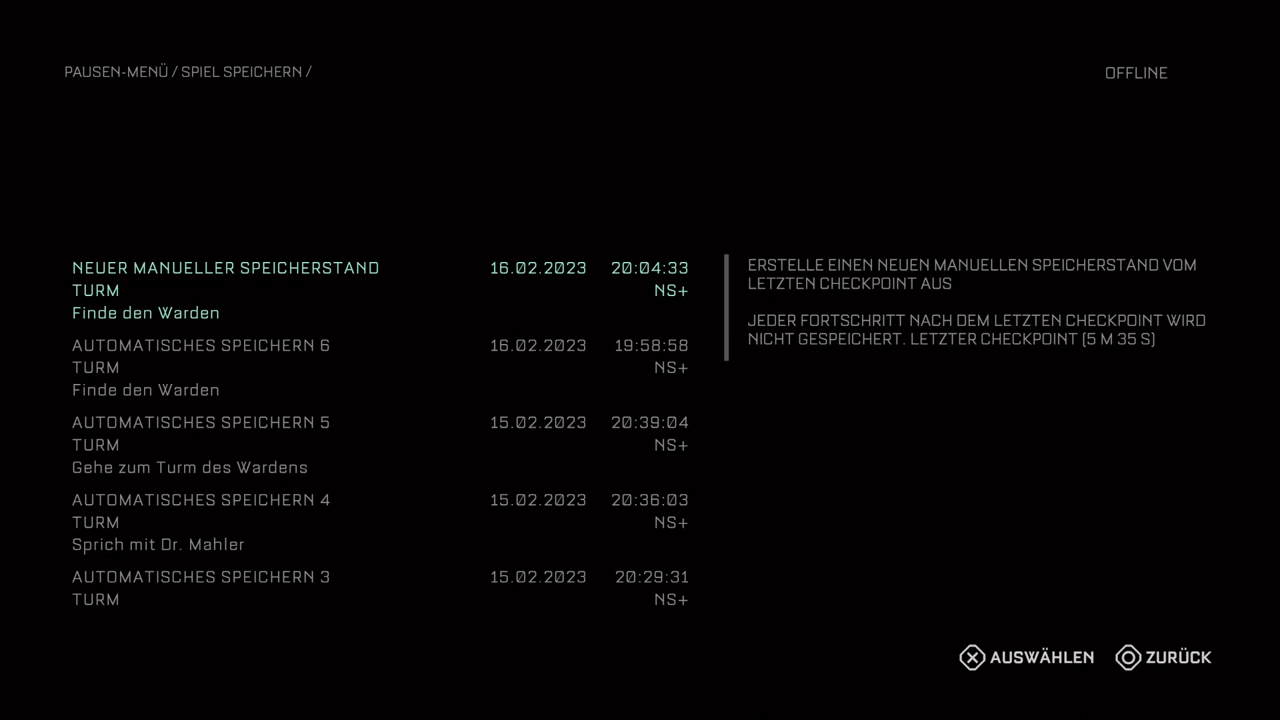 PAUSEN-MENÜ / SPIEL SPEICHERN /
OFFLINE
NEUER MANUELLER SPEICHERSTAND 16.02.2023 20:04:33
TURM NS+
Finde den Warden
AUTOMATISCHES SPEICHERN 6 16.02.2023 19:58:58
TURM NS+
Finde den Warden
AUTOMATISCHES SPEICHERN 5 15.02.2023 20:39:04
TURM NS+
Gehe zum Turm des Wardens
AUTOMATISCHES SPEICHERN 4 15.02.2023 20:36:03
TURM NS+
Sprich mit Dr. Mahler
AUTOMATISCHES SPEICHERN 3 15.02.2023 20:29:31
TURM NS+
ERSTELLE EINEN NEUEN MANUELLEN SPEICHERSTAND VOM
LETZTEN CHECKPOINT AUS
JEDER FORTSCHRITT NACH DEM LETZTEN CHECKPOINT WIRD
NICHT GESPEICHERT. LETZTER CHECKPOINT [5 M 35 S]
AUSWÄHLEN ZURÜCK